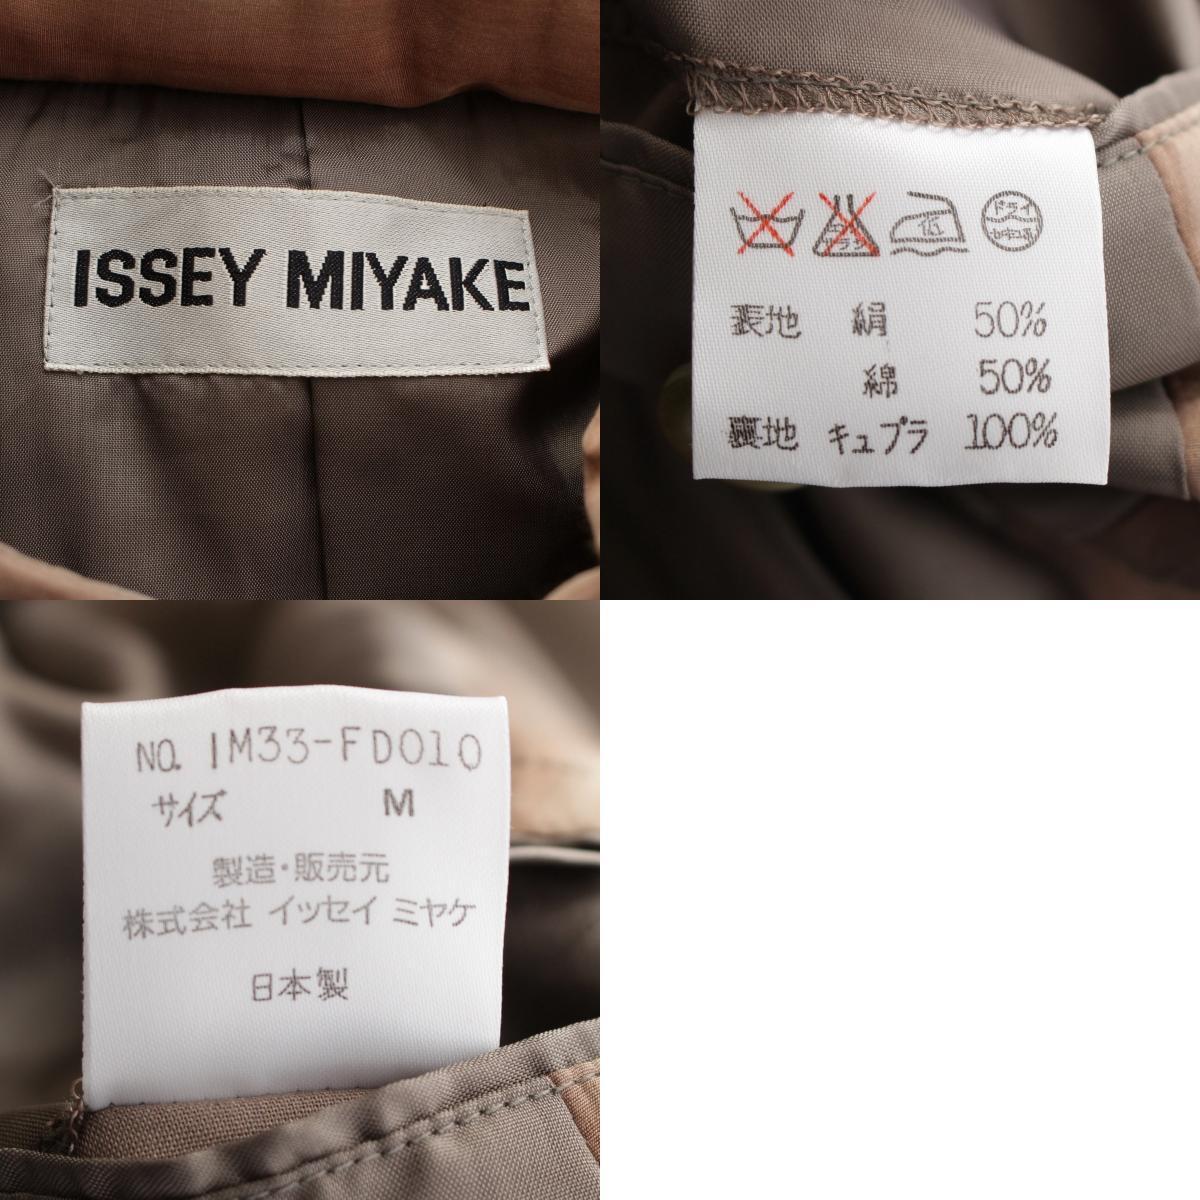 ISSEY MIYAKE
低 ドライ
セキユ系
表地 絹 50%
綿 50%
裏地 キュプラ 100%
NO. IM33-FD010
サイズ M
製造・販売元
株式会社 イッセイ ミヤケ
日本製